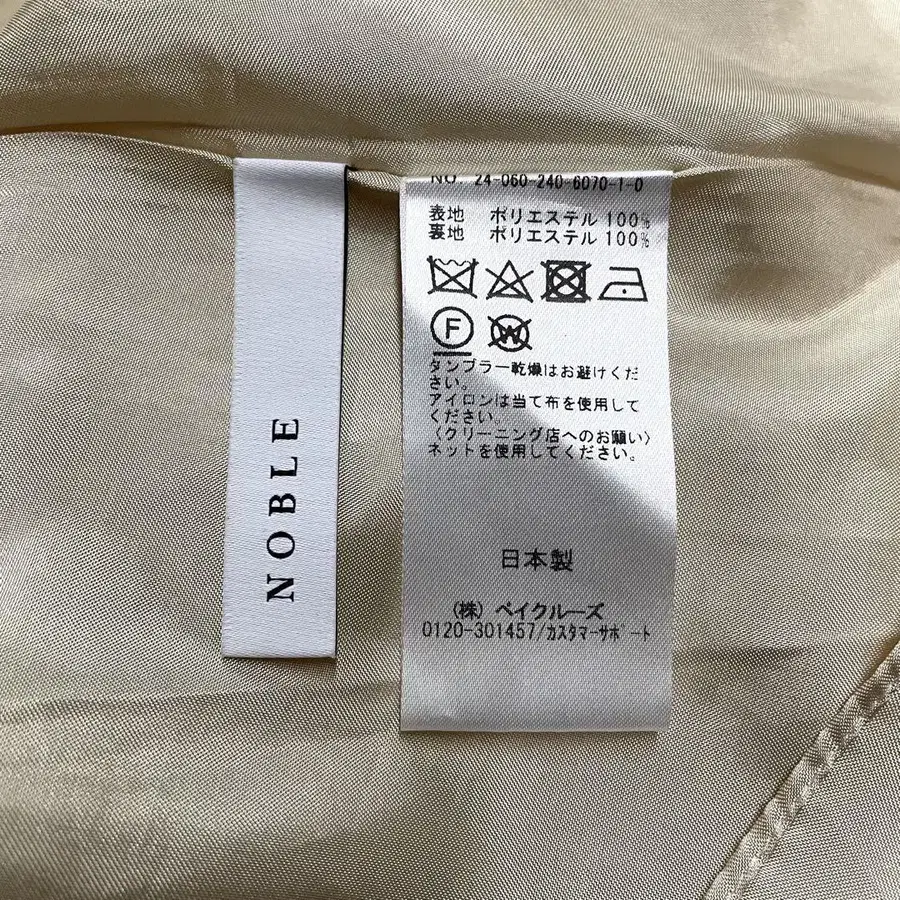 NOBLE
NO. 24-060-240-6070-1-0
表地 ポリエステル 100%
裏地 ポリエステル 100%
F
W
タンブラー乾燥はお避けくだ
さい。
アイロンは当て布を使用して
ください。
〈クリーニング店へのお願い〉
ネットを使用してください。
日本製
(株) ベイクルーズ
0120-301457/カスタマーサポート